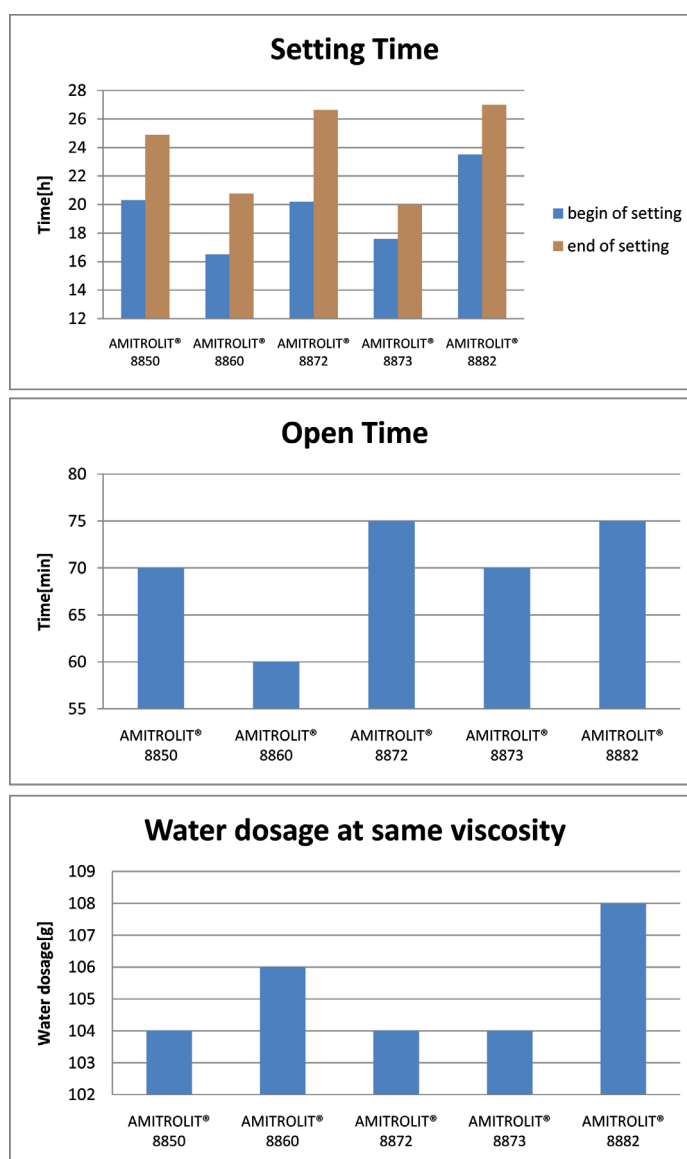 Setting Time
28
26
24
22
20
18
16
14
12
Time[h]
AMITROLIT® 
8850
AMITROLIT®
8860
AMITROLIT®
8872
AMITROLIT®
8873
AMITROLIT®
8882
begin of setting
end of setting
Open Time
80
75
70
65
60
55
Time[min]
AMITROLIT®
8850
AMITROLIT®
8860
AMITROLIT®
8872
AMITROLIT®
8873
AMITROLIT®
8882
Water dosage at same viscosity
109
108
107
106
105
104
103
102
Water dosage[g]
AMITROLIT®
8850
AMITROLIT®
8860
AMITROLIT®
8872
AMITROLIT®
8873
AMITROLIT®
8882